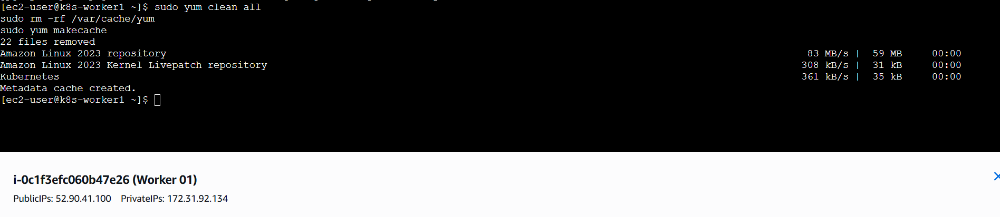 [ec2-user@k8s-worker1 ~]$ sudo yum clean all
sudo rm -rf /var/cache/yum
sudo yum makecache
22 files removed
Amazon Linux 2023 repository 83 MB/s | 59 MB 00:00
Amazon Linux 2023 Kernel Livepatch repository 308 kB/s | 31 kB 00:00
Kubernetes 361 kB/s | 35 kB 00:00
Metadata cache created.
[ec2-user@k8s-worker1 ~]$
i-0c1f3efc060b47e26 (Worker 01)
PublicIPs: 52.90.41.100 PrivateIPs: 172.31.92.134